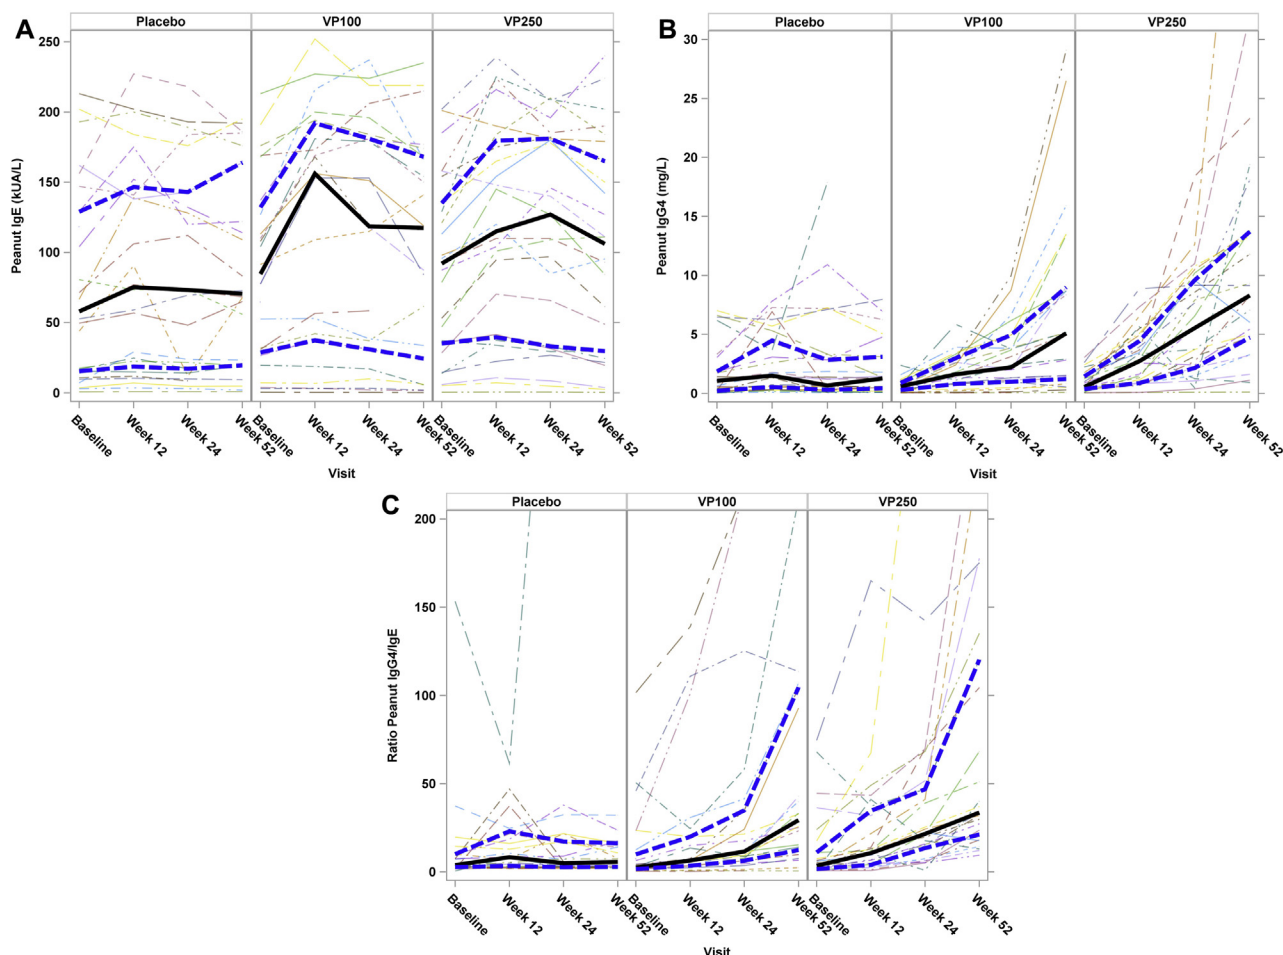 A
Placebo VP100 VP250
Peanut IgE (kUA/L)
250
200
150
100
50
0
Baseline Week 12 Week 24 Week 52 Baseline Week 12 Week 24 Week 52 Baseline Week 12 Week 24 Week 52
Visit
B
Placebo VP100 VP250
Peanut IgG4 (mg/L)
30
25
20
15
10
5
0
Baseline Week 12 Week 24 Week 52 Baseline Week 12 Week 24 Week 52 Baseline Week 12 Week 24 Week 52
Visit
C
Placebo VP100 VP250
Ratio Peanut IgG4/IgE
200
150
100
50
0
Baseline Week 12 Week 24 Week 52 Baseline Week 12 Week 24 Week 52 Baseline Week 12 Week 24 Week 52
Visit